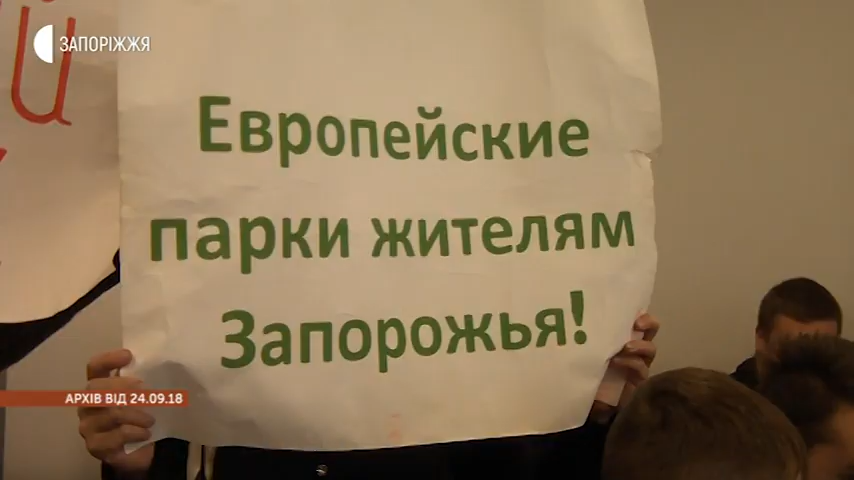 ЗАПОРІЖЖЯ
Европейские
парки жителям
Запорожья!
АРХІВ ВІД 24.09.18